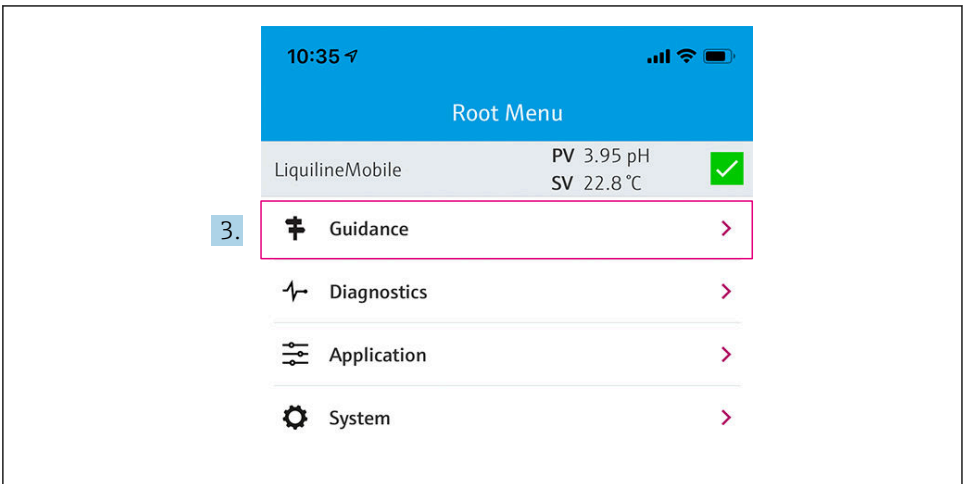 10:35
Root Menu
LiquilineMobile
PV 3.95 pH
SV 22.8 °C
3. Guidance
Diagnostics
Application
System